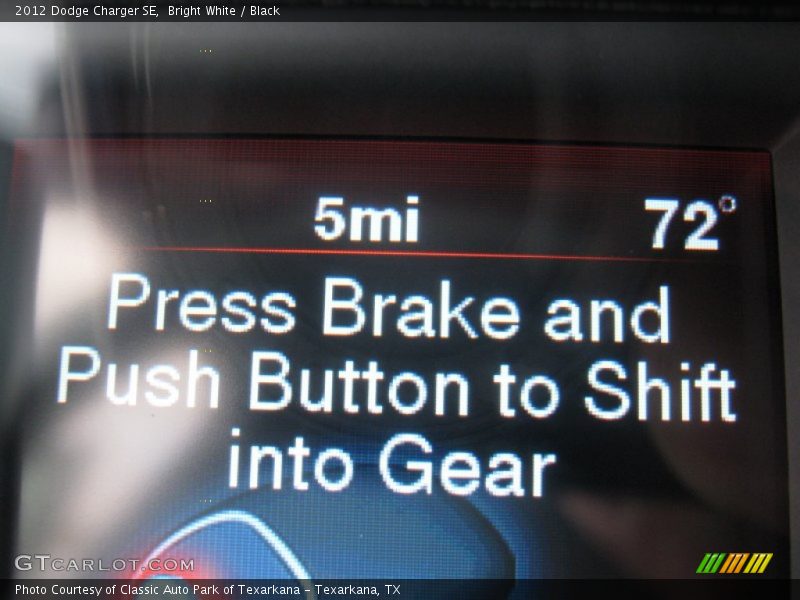 2012 Dodge Charger SE,  Bright White / Black
5mi 72°
Press Brake and
Push Button to Shift
into Gear
GTCARLOT.COM
Photo Courtesy of Classic Auto Park of Texarkana - Texarkana, TX